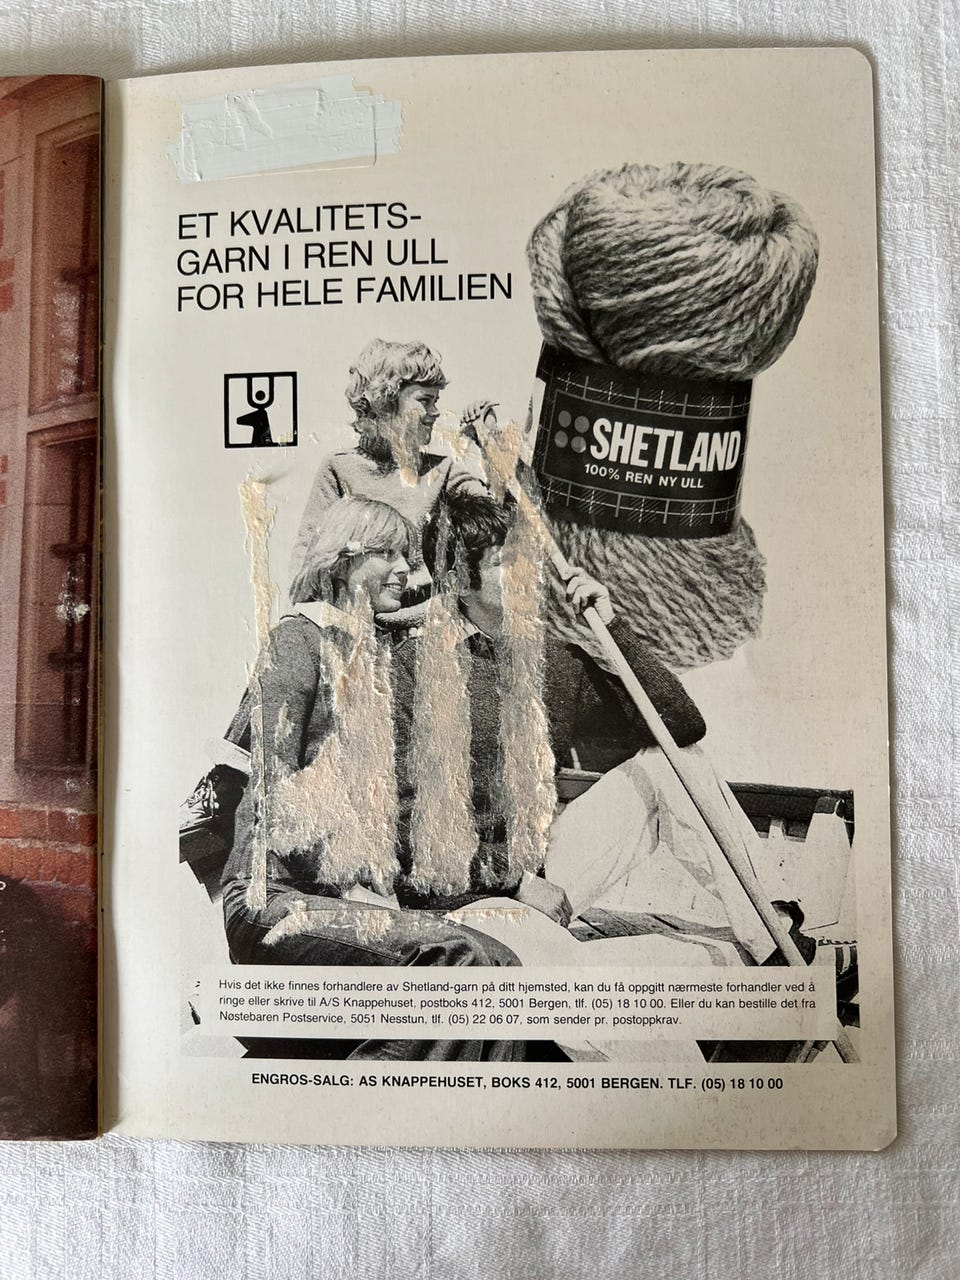 ET KVALITETS-
GARN I REN ULL
FOR HELE FAMILIEN
SHETLAND
100% REN NY ULL
Hvis det ikke finnes forhandlere av Shetland-garn på ditt hjemsted, kan du få oppgitt nærmeste forhandler ved å
ringe eller skrive til A/S Knappehuset, postboks 412, 5001 Bergen, tlf. (05) 18 10 00. Eller du kan bestille det fra
Nøstebaren Postservice, 5051 Nesstun, tlf. (05) 22 06 07, som sender pr. postoppkrav.
ENGROS-SALG: AS KNAPPEHUSET, BOKS 412, 5001 BERGEN. TLF. (05) 18 10 00